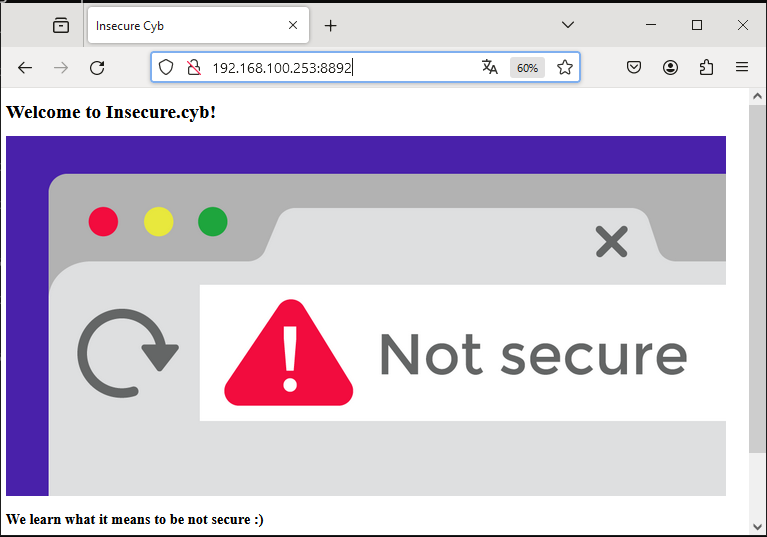 Insecure Cyb
192.168.100.253:8892
60%
Welcome to Insecure.cyb!
Not secure
We learn what it means to be not secure :)